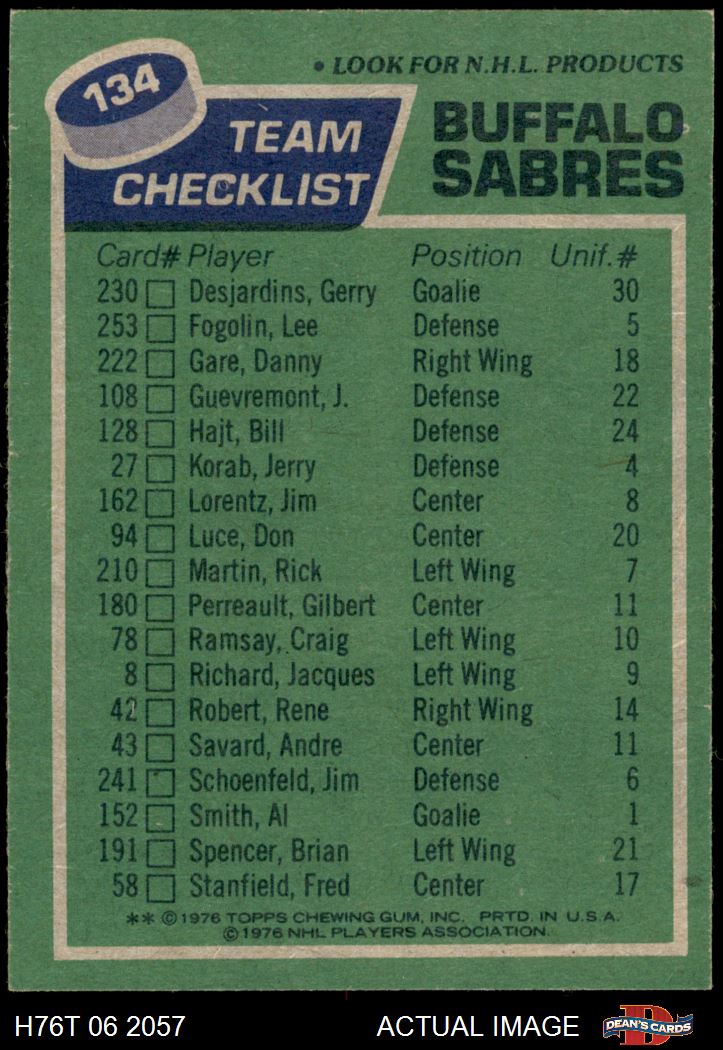 134
• LOOK FOR N.H.L. PRODUCTS
TEAM CHECKLIST
BUFFALO SABRES
Card# Player Position Unif.#
230 Desjardins, Gerry Goalie 30
253 Fogolin, Lee Defense 5
222 Gare, Danny Right Wing 18
108 Guevremont, J. Defense 22
128 Hajt, Bill Defense 24
27 Korab, Jerry Defense 4
162 Lorentz, Jim Center 8
94 Luce, Don Center 20
210 Martin, Rick Left Wing 7
180 Perreault, Gilbert Center 11
78 Ramsay, Craig Left Wing 10
8 Richard, Jacques Left Wing 9
42 Robert, Rene Right Wing 14
43 Savard, Andre Center 11
241 Schoenfeld, Jim Defense 6
152 Smith, Al Goalie 1
191 Spencer, Brian Left Wing 21
58 Stanfield, Fred Center 17
** ©1976 TOPPS CHEWING GUM, INC. PRTD. IN U.S.A.
©1976 NHL PLAYERS ASSOCIATION.
H76T 06 2057 ACTUAL IMAGE D DEAN'S CARDS